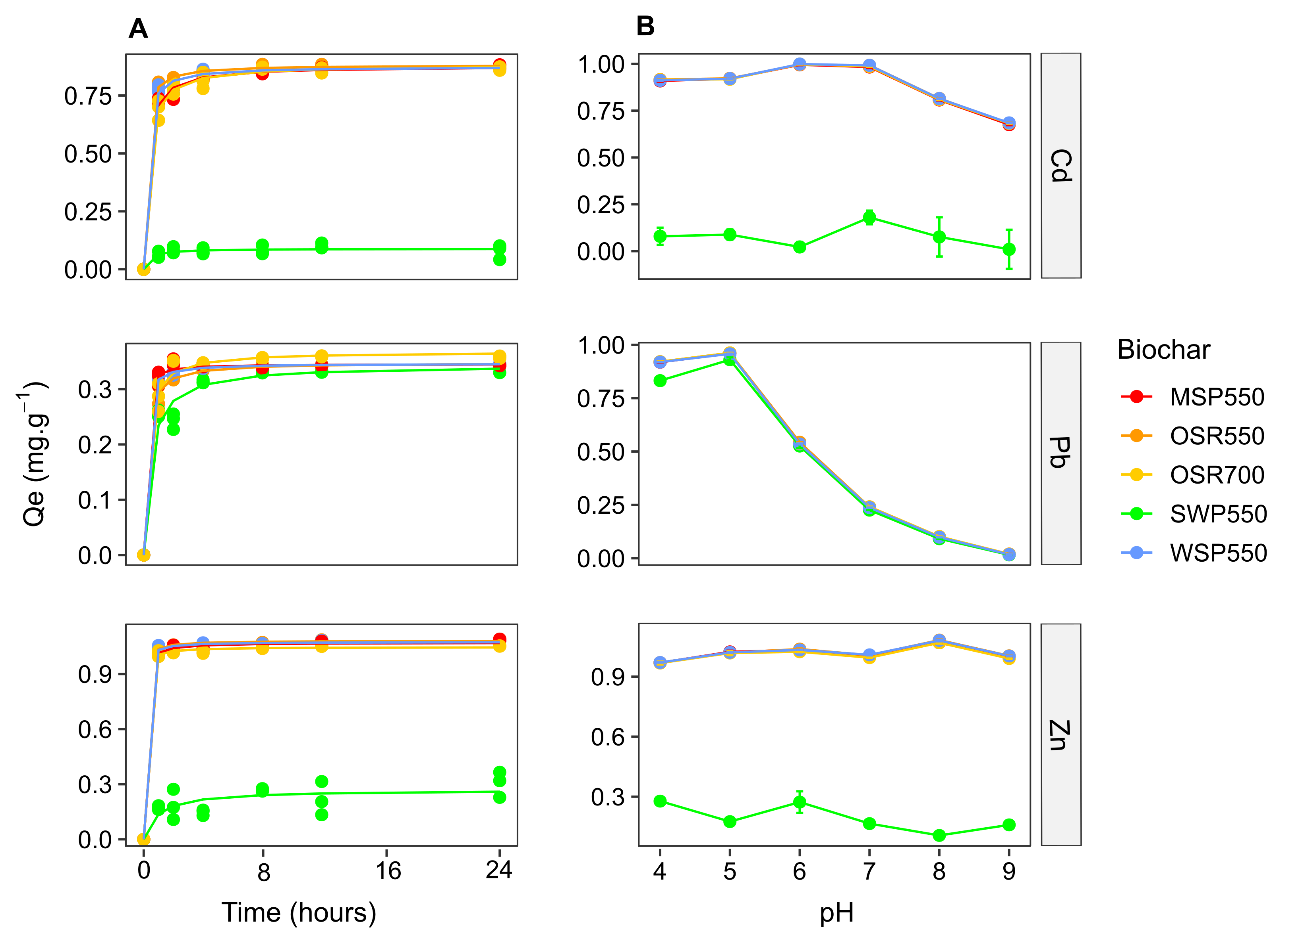 A
B
0.75
0.50
0.25
0.00
1.00
0.75
0.50
0.25
0.00
Cd
Qe (mg.g⁻¹)
0.3
0.2
0.1
0.0
1.00
0.75
0.50
0.25
0.00
Pb
0.9
0.6
0.3
0.0
0.9
0.6
0.3
Zn
0 8 16 24
4 5 6 7 8 9
Time (hours)
pH
Biochar
MSP550
OSR550
OSR700
SWP550
WSP550